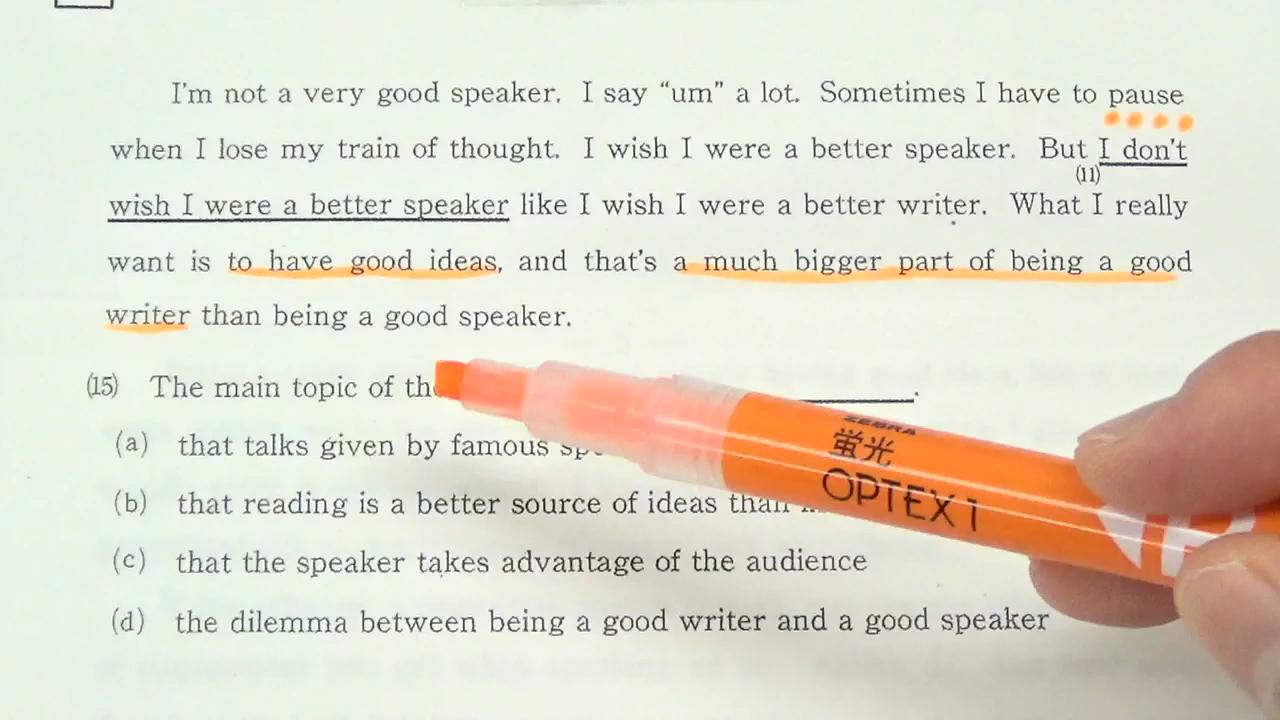 I'm not a very good speaker. I say “um” a lot. Sometimes I have to pause
when I lose my train of thought. I wish I were a better speaker. But I don't
(11)
wish I were a better speaker like I wish I were a better writer. What I really
want is to have good ideas, and that's a much bigger part of being a good
writer than being a good speaker.
(15) The main topic of
(a) that talks given by famous
(b) that reading is a better source of ideas than
(c) that the speaker takes advantage of the audience
(d) the dilemma between being a good writer and a good speaker
ZEBRA
蛍光
OPTEX 1